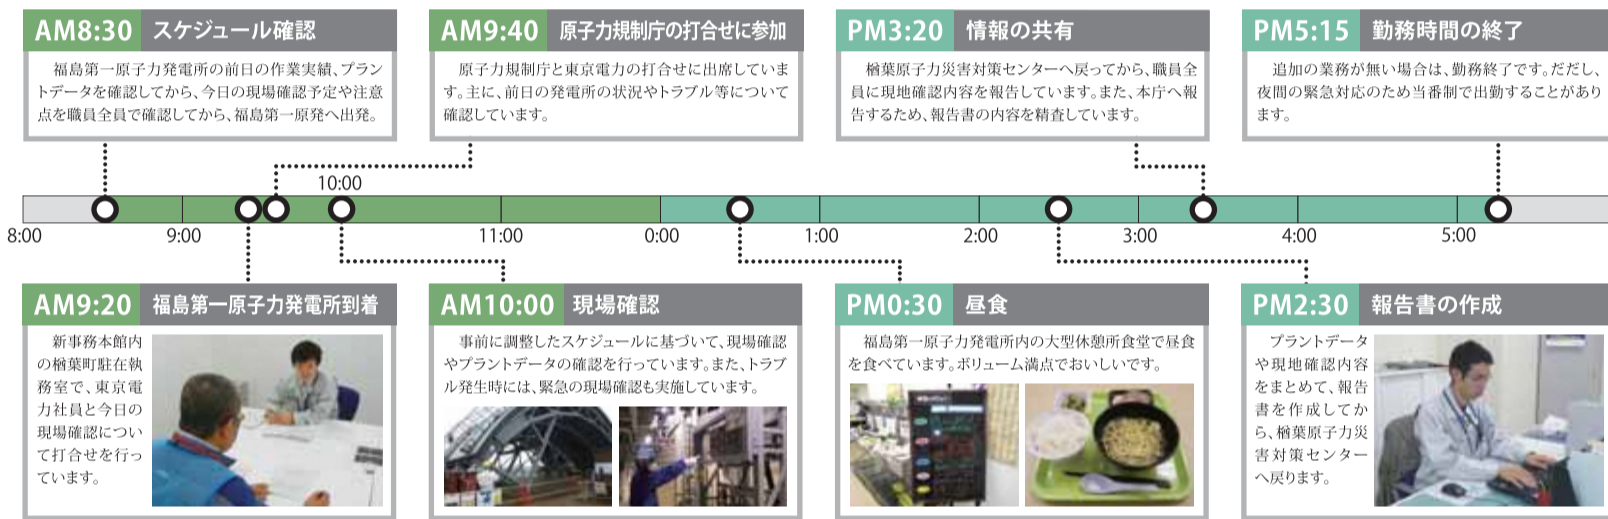 AM8:30 スケジュール確認
福島第一原子力発電所の前日の作業実績、プラン
トデータを確認してから、今日の現場確認予定や注意
点を職員全員で確認してから、福島第一原発へ出発。
AM9:40 原子力規制庁の打合せに参加
原子力規制庁と東京電力の打合せに出席していま
す。主に、前日の発電所の状況やトラブル等について
確認しています。
PM3:20 情報の共有
楢葉原子力災害対策センターへ戻ってから、職員全
員に現地確認内容を報告しています。また、本庁へ報
告するため、報告書の内容を精査しています。
PM5:15 勤務時間の終了
追加の業務が無い場合は、勤務終了です。だだし、
夜間の緊急対応のため当番制で出勤することがあり
ます。
10:00
8:00 9:00 11:00 0:00 1:00 2:00 3:00 4:00 5:00
AM9:20 福島第一原子力発電所到着
新事務本館内
の楢葉町駐在執
務室で、東京電
力社員と今日の
現場確認につい
て打合せを行っ
ています。
AM10:00 現場確認
事前に調整したスケジュールに基づいて、現場確認
やプラントデータの確認を行っています。また、トラブ
ル発生時には、緊急の現場確認も実施しています。
PM0:30 昼食
福島第一原子力発電所内の大型休憩所食堂で昼食
を食べています。ボリューム満点でおいしいです。
PM2:30 報告書の作成
プラントデータ
や現地確認内容
をまとめて、報告
書を作成してか
ら、楢葉原子力災
害対策センター
へ戻ります。